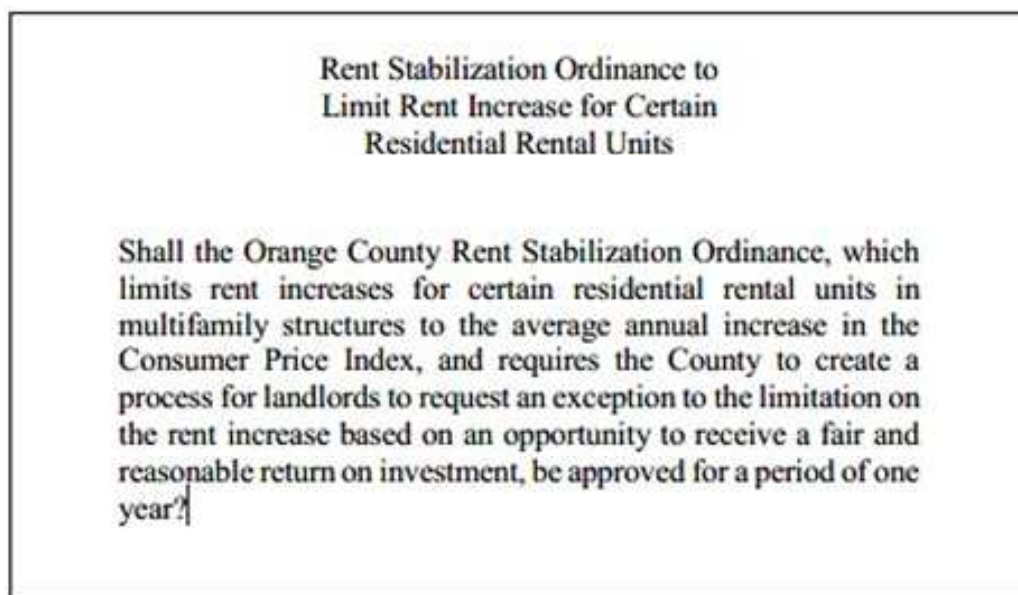 Rent Stabilization Ordinance to
Limit Rent Increase for Certain
Residential Rental Units
Shall the Orange County Rent Stabilization Ordinance, which
limits rent increases for certain residential rental units in
multifamily structures to the average annual increase in the
Consumer Price Index, and requires the County to create a
process for landlords to request an exception to the limitation on
the rent increase based on an opportunity to receive a fair and
reasonable return on investment, be approved for a period of one
year?